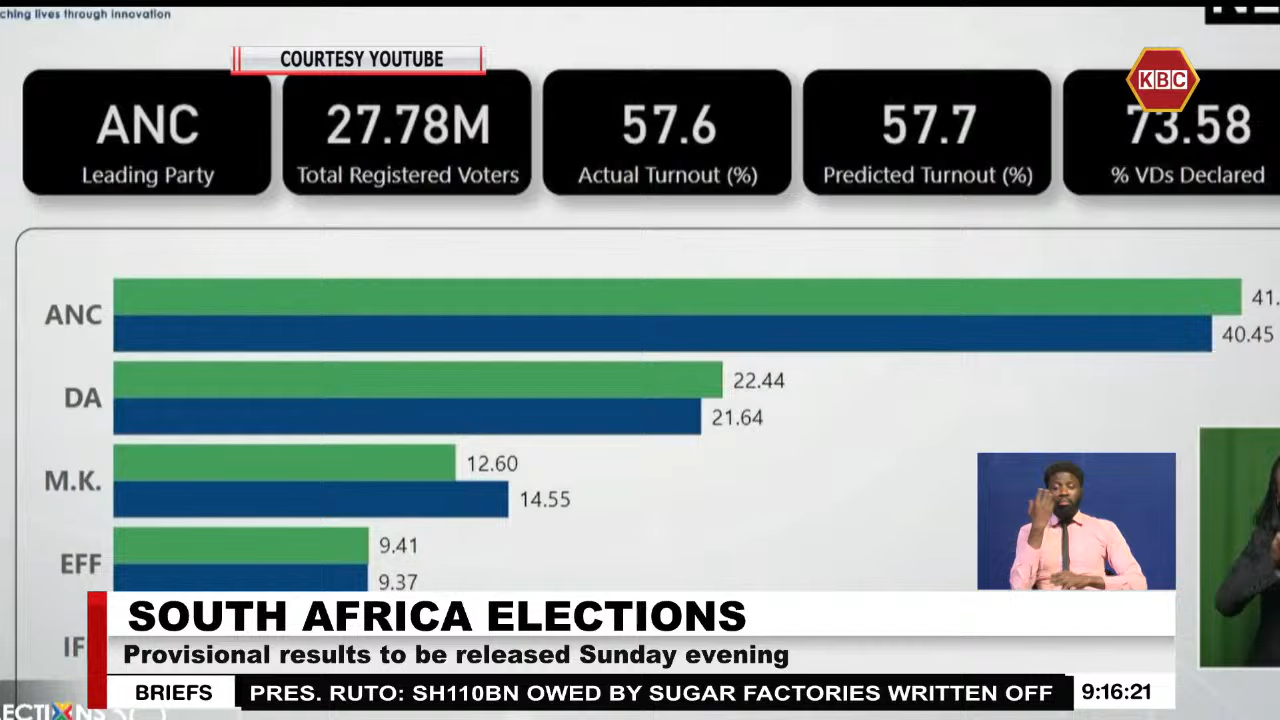 ching lives through innovation
COURTESY YOUTUBE
KBC
ANC
Leading Party
27.78M
Total Registered Voters
57.6
Actual Turnout (%)
57.7
Predicted Turnout (%)
73.58
% VDs Declared
ANC
41.
40.45
DA
22.44
21.64
M.K.
12.60
14.55
EFF
9.41
9.37
IF
SOUTH AFRICA ELECTIONS
Provisional results to be released Sunday evening
BRIEFS
PRES. RUTO: SH110BN OWED BY SUGAR FACTORIES WRITTEN OFF
9:16:21